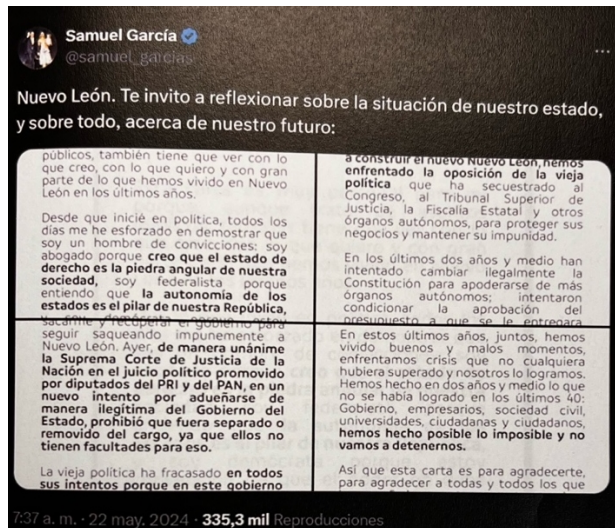 Samuel García
@samuel_garcias
Nuevo León. Te invito a reflexionar sobre la situación de nuestro estado,
y sobre todo, acerca de nuestro futuro:
públicos, también tiene que ver con lo
que creo, con lo que quiero y con gran
parte de lo que hemos vivido en Nuevo
León en los últimos años.
Desde que inicié en política, todos los
días me he esforzado en demostrar que
soy un hombre de convicciones: soy
abogado porque creo que el estado de
derecho es la piedra angular de nuestra
sociedad, soy federalista porque
entiendo que la autonomía de los
estados es el pilar de nuestra República,
a construir el nuevo Nuevo León, hemos
enfrentado la oposición de la vieja
política que ha secuestrado al
Congreso, al Tribunal Superior de
Justicia, la Fiscalía Estatal y otros
órganos autónomos, para proteger sus
negocios y mantener su impunidad.
En los últimos dos años y medio han
intentado cambiar ilegalmente la
Constitución para apoderarse de más
órganos autónomos; intentaron
condicionar la aprobación del
presupuesto a que se le entregara
sacarme y recuperar el gobierno para
seguir saqueando impunemente a
Nuevo León. Ayer, de manera unánime
la Suprema Corte de Justicia de la
Nación en el juicio político promovido
por diputados del PRI y del PAN, en un
nuevo intento por adueñarse de
manera ilegítima del Gobierno del
Estado, prohibió que fuera separado o
removido del cargo, ya que ellos no
tienen facultades para eso.
La vieja política ha fracasado en todos
sus intentos porque en este gobierno
En estos últimos años, juntos, hemos
vivido buenos y malos momentos,
enfrentamos crisis que no cualquiera
hubiera superado y nosotros lo logramos.
Hemos hecho en dos años y medio lo que
no se había logrado en los últimos 40:
Gobierno, empresarios, sociedad civil,
universidades, ciudadanas y ciudadanos,
hemos hecho posible lo imposible y no
vamos a detenernos.
Así que esta carta es para agradecerte,
para agradecer a todas y todos los que
7:37 a. m. · 22 may. 2024 · 335,3 mil Reproducciones